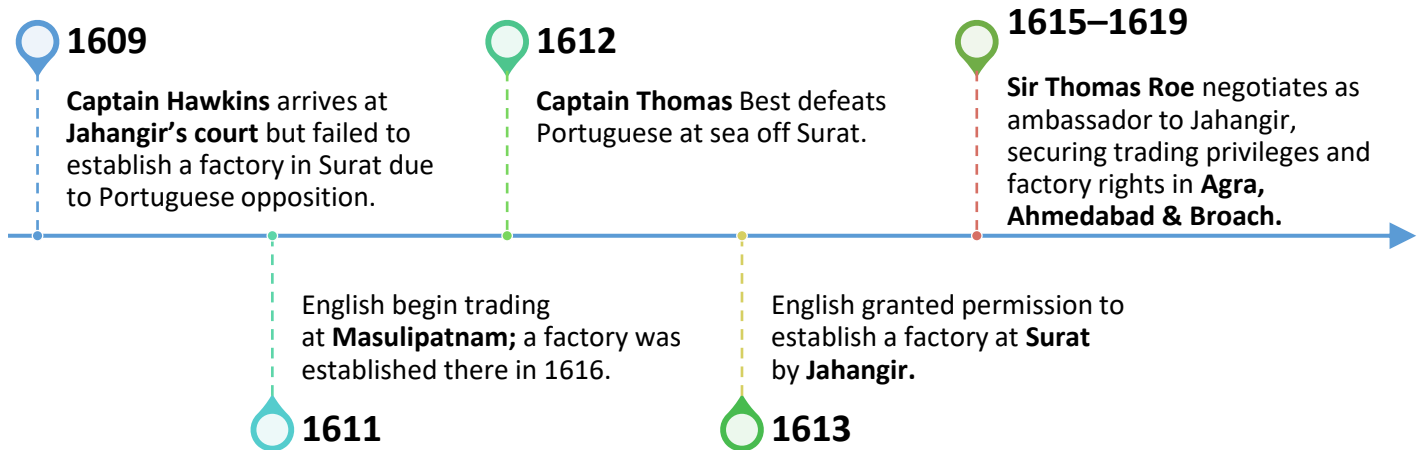 1609
Captain Hawkins arrives at
Jahangir’s court but failed to
establish a factory in Surat due
to Portuguese opposition.
1612
Captain Thomas Best defeats
Portuguese at sea off Surat.
1615–1619
Sir Thomas Roe negotiates as
ambassador to Jahangir,
securing trading privileges and
factory rights in Agra,
Ahmedabad & Broach.
English begin trading
at Masulipatnam; a factory was
established there in 1616.
1611
English granted permission to
establish a factory at Surat
by Jahangir.
1613